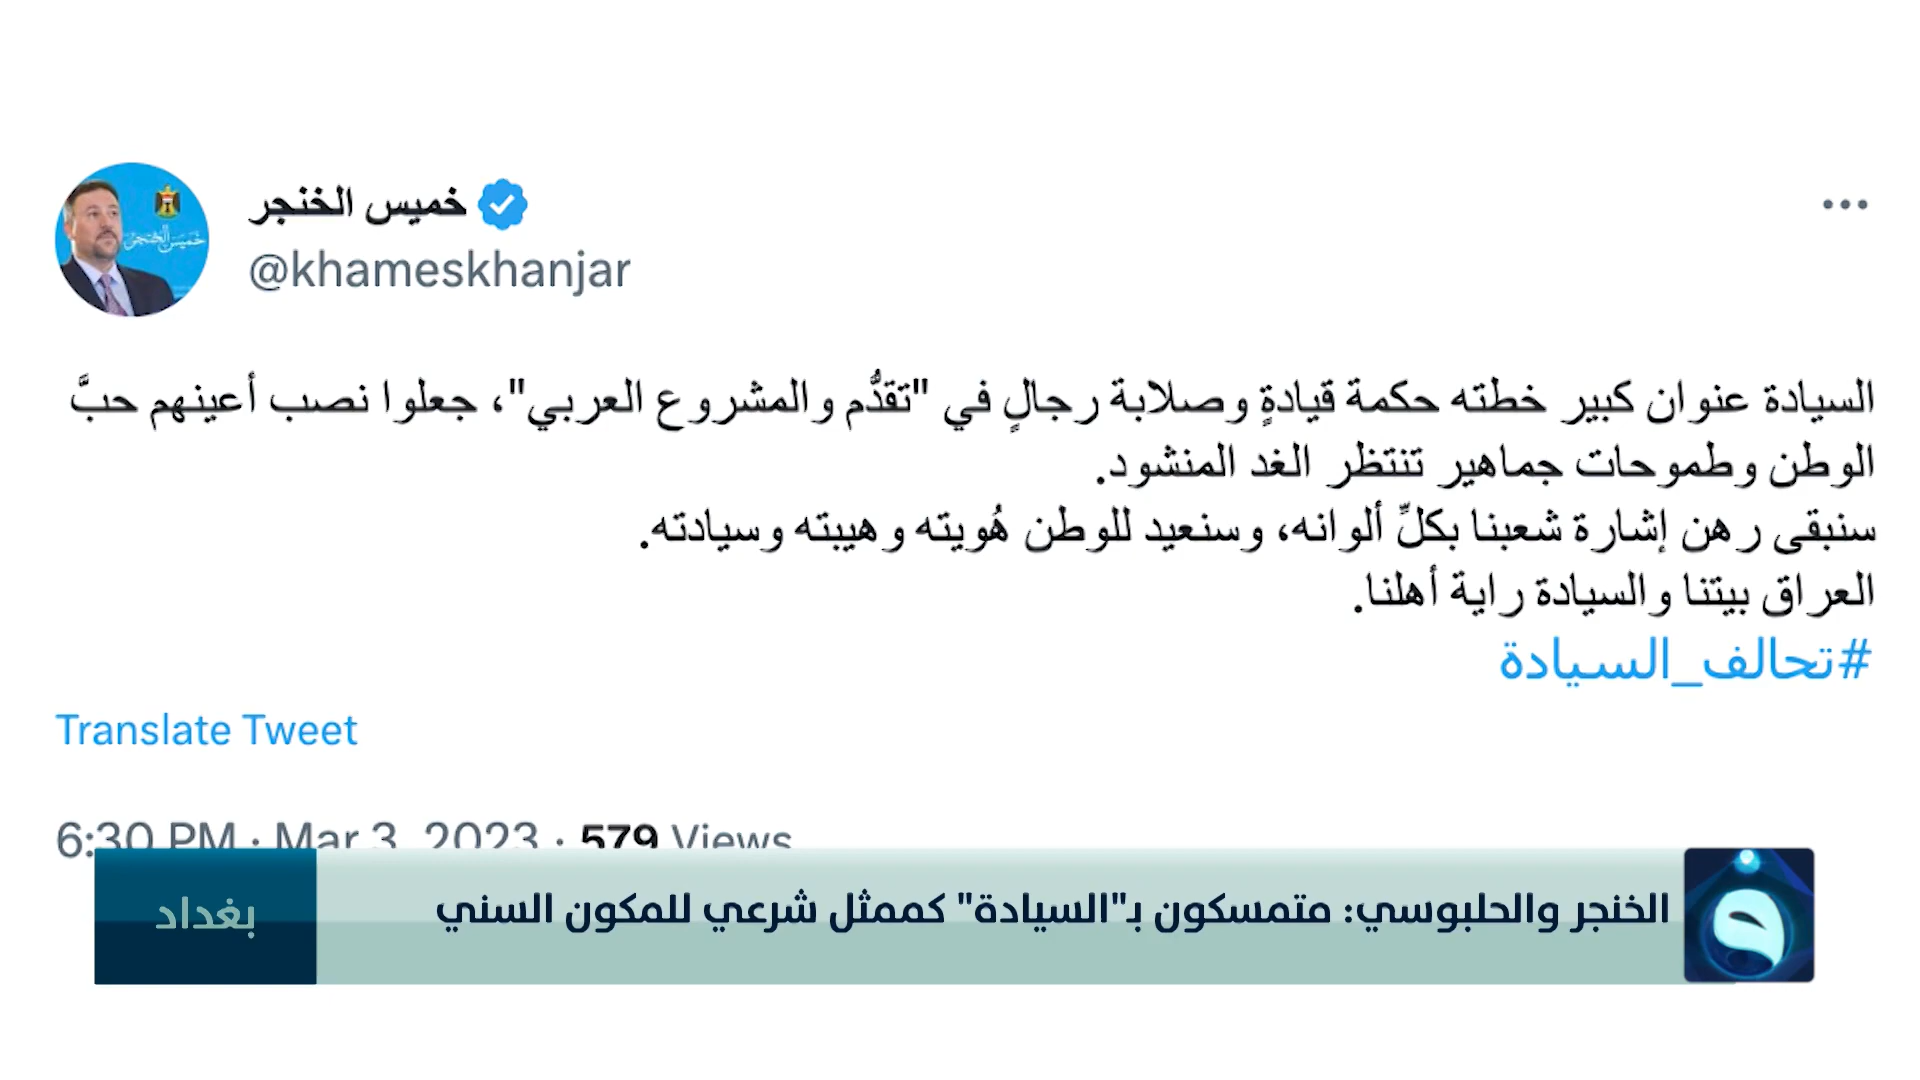 خميس الخنجر
@khameskhanjar
خميس الخنجر
السيادة عنوان كبير خطته حكمة قيادةٍ وصلابة رجالٍ في "تقدُّم والمشروع العربي"، جعلوا نصب أعينهم حبَّ
الوطن وطموحات جماهير تنتظر الغد المنشود.
سنبقى رهن إشارة شعبنا بكلِّ ألوانه، وسنعيد للوطن هُويته وهيبته وسيادته.
العراق بيتنا والسيادة راية أهلنا.
#تحالف_السيادة
Translate Tweet
6:30 PM · Mar 3, 2023 · 579 Views
الخنجر والحلبوسي: متمسكون بـ"السيادة" كممثل شرعي للمكون السني
بغداد